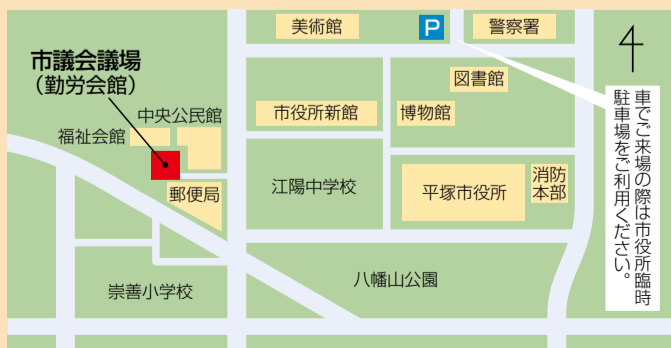 美術館
P
警察署
市議会議場
(勤労会館)
図書館
中央公民館
市役所新館
博物館
福祉会館
郵便局
江陽中学校
平塚市役所
消防
本部
崇善小学校
八幡山公園
車でご来場の際は市役所臨時
駐車場をご利用ください。